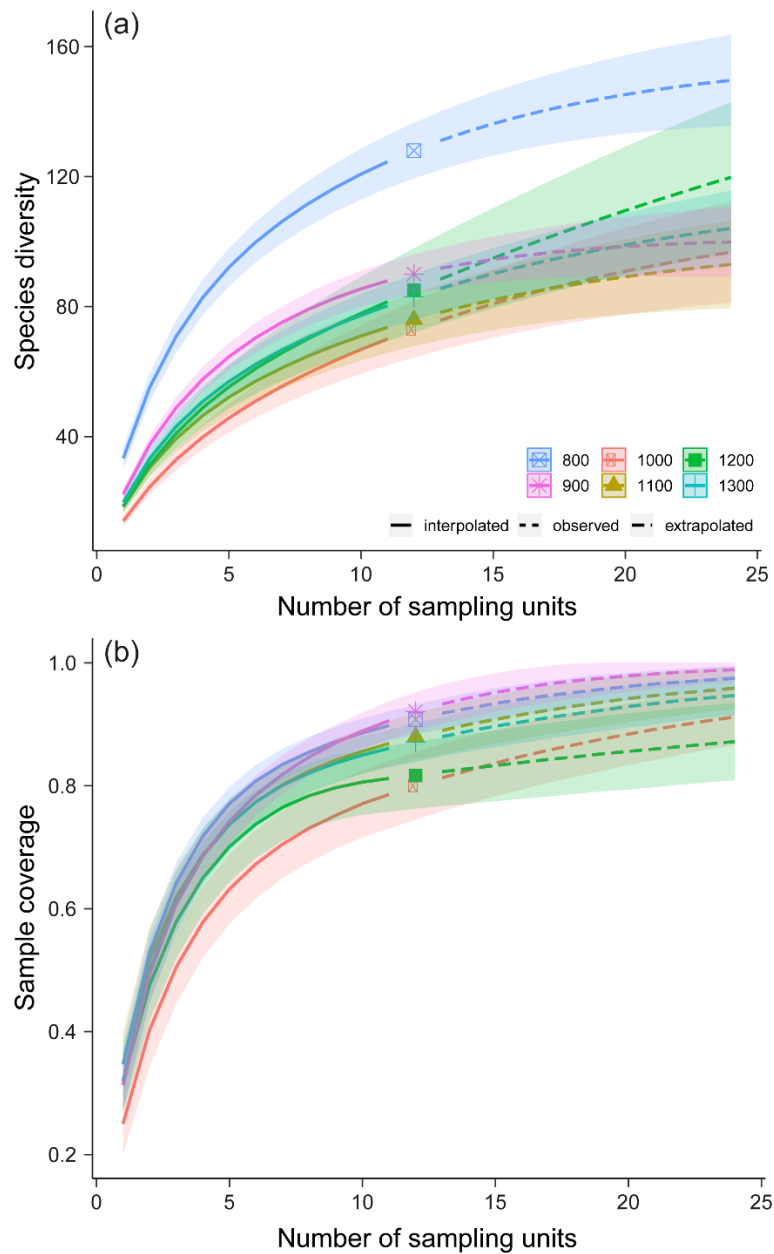 (a)
160
120
80
40
Species diversity
800 1000 1200
900 1100 1300
interpolated observed extrapolated
0 5 10 15 20 25
Number of sampling units
(b)
1.0
0.8
0.6
0.4
0.2
Sample coverage
0 5 10 15 20 25
Number of sampling units